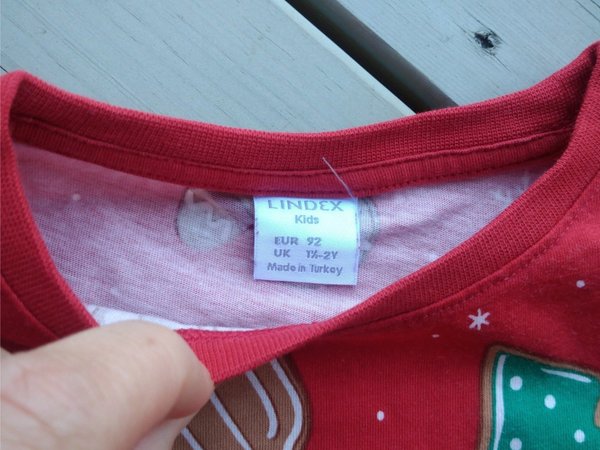 LINDEX
Kids
EUR 92
UK 1½-2Y
Made in Turkey